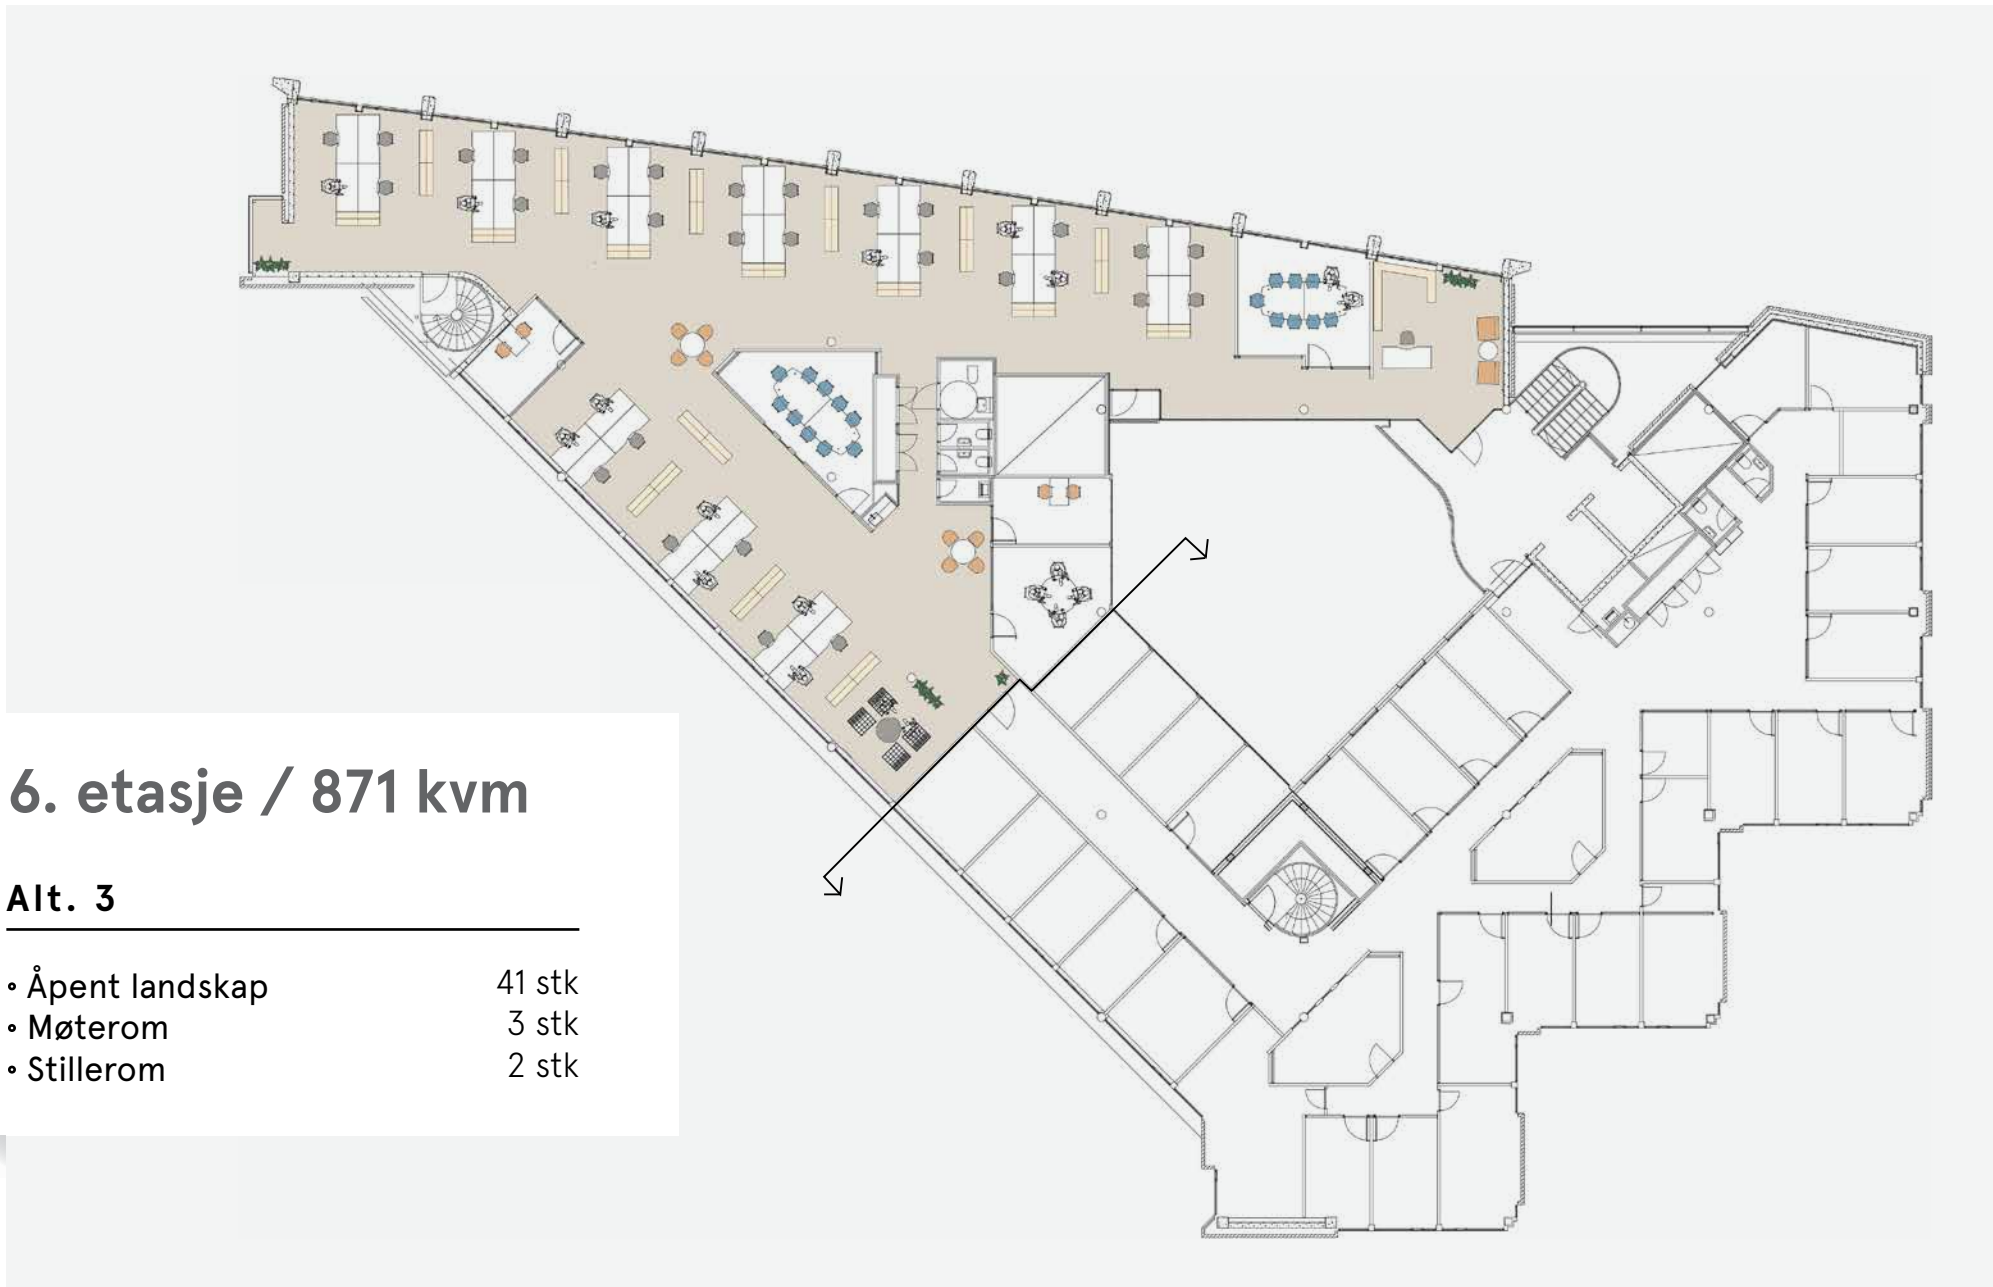 6. etasje / 871 kvm
Alt. 3
• Åpent landskap 41 stk
• Møterom 3 stk
• Stillerom 2 stk